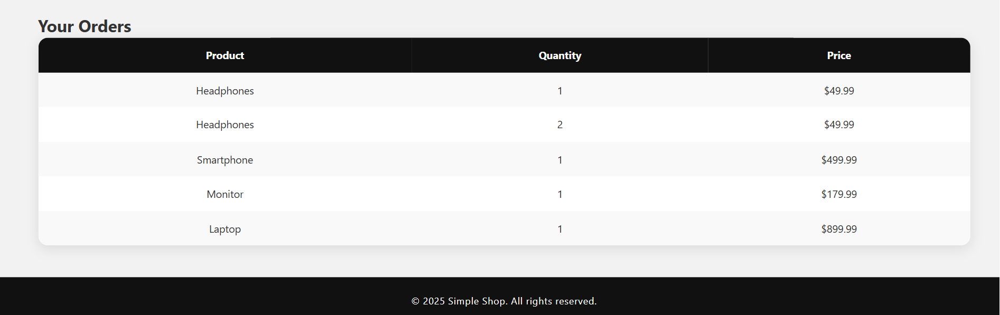 Your Orders
Product Quantity Price
Headphones 1 $49.99
Headphones 2 $49.99
Smartphone 1 $499.99
Monitor 1 $179.99
Laptop 1 $899.99
© 2025 Simple Shop. All rights reserved.